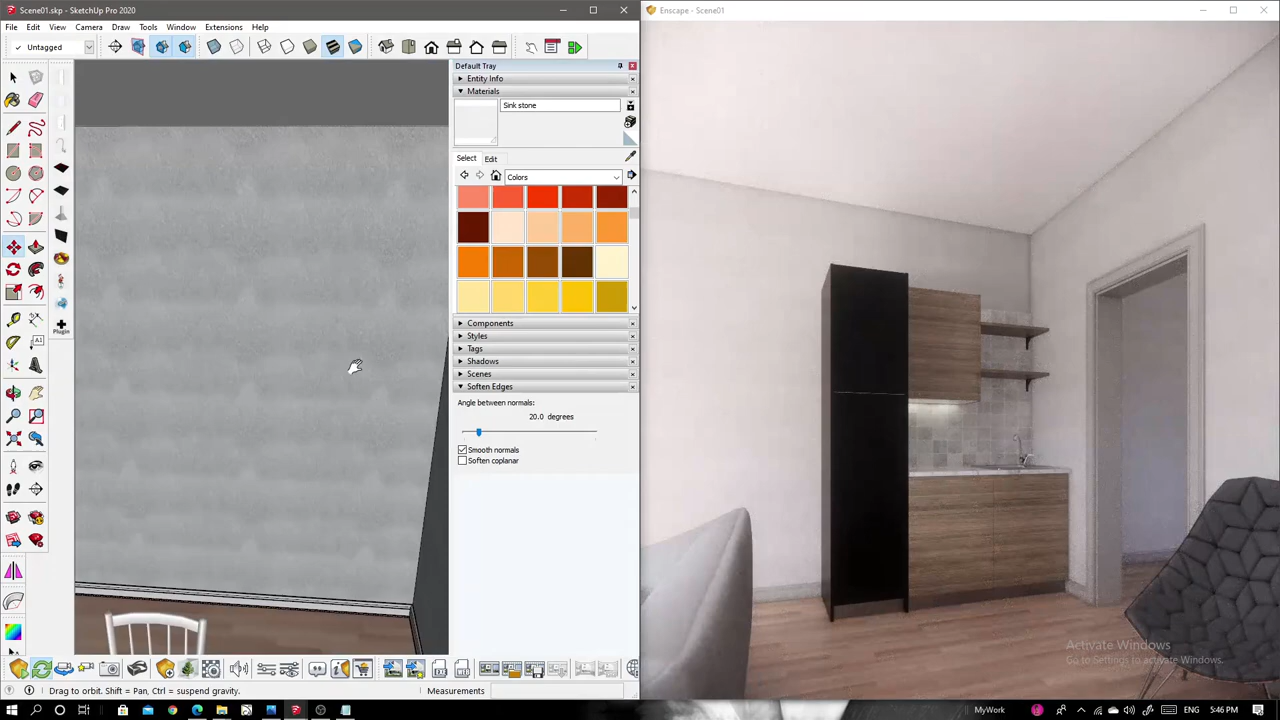 Scene01.skp - SketchUp Pro 2020
File Edit View Camera Draw Tools Window Extensions Help
Untagged
Default Tray
Entity Info
Materials
Sink stone
Select Edit
Colors
Components
Styles
Tags
Shadows
Scenes
Soften Edges
Angle between normals:
20.0 degrees
Smooth normals
Soften coplanar
Plugin
Drag to orbit. Shift = Pan, Ctrl = suspend gravity.
Measurements
Enscape - Scene01
Activate Windows
Go to Settings to activate Windows.
MyWork
ENG
5:46 PM